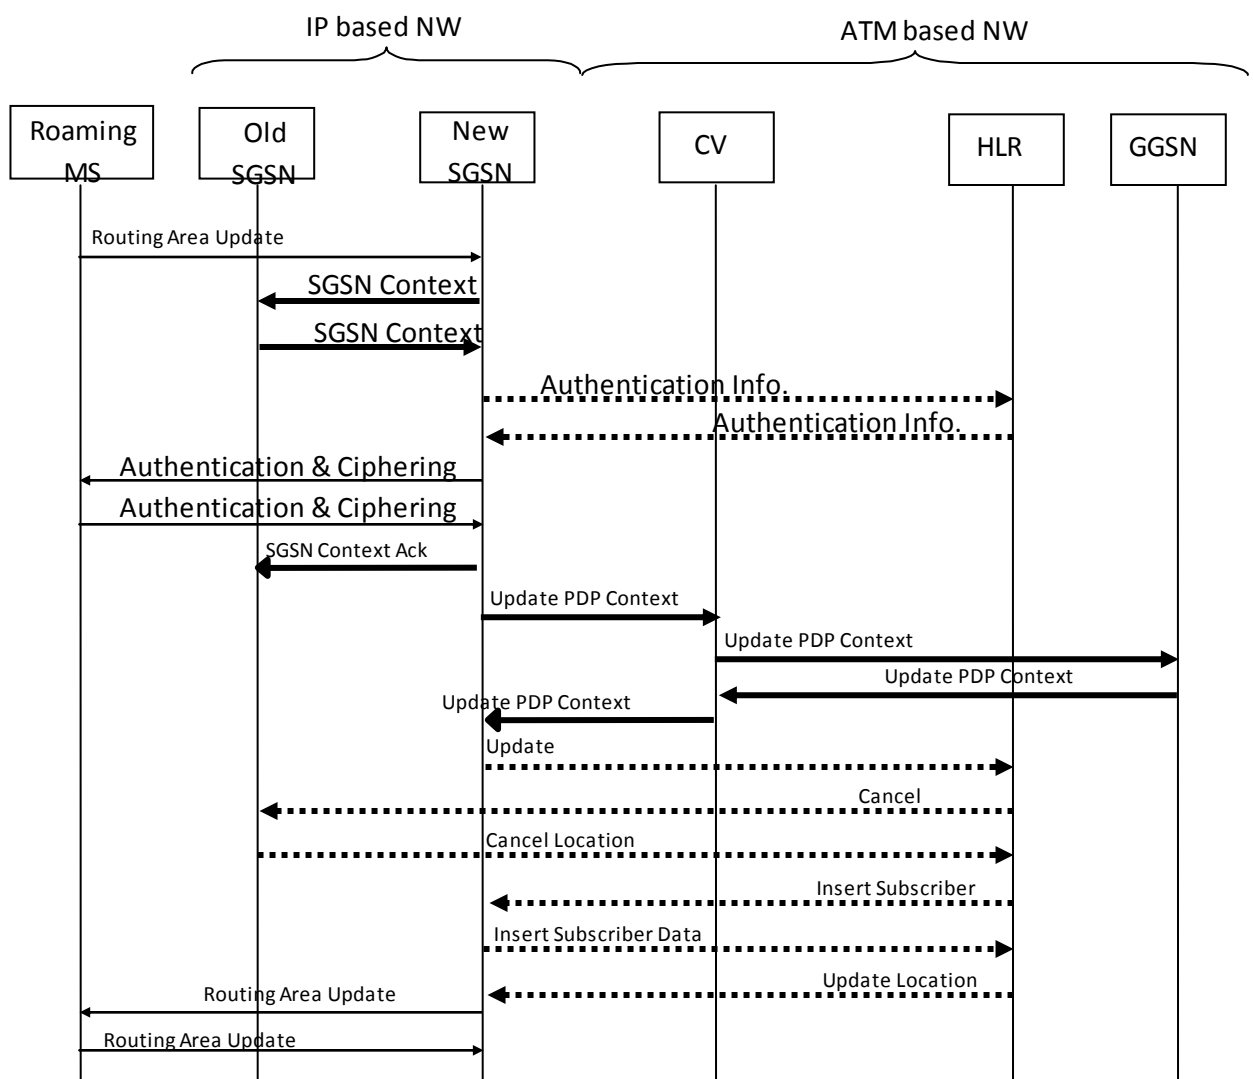 IP based NW
ATM based NW
Roaming
MS
Old
SGSN
New
SGSN
CV
HLR
GGSN
Routing Area Update
SGSN Context
SGSN Context
Authentication Info.
Authentication Info.
Authentication & Ciphering
Authentication & Ciphering
SGSN Context Ack
Update PDP Context
Update PDP Context
Update PDP Context
Update PDP Context
Update
Cancel
Cancel Location
Insert Subscriber
Insert Subscriber Data
Update Location
Routing Area Update
Routing Area Update